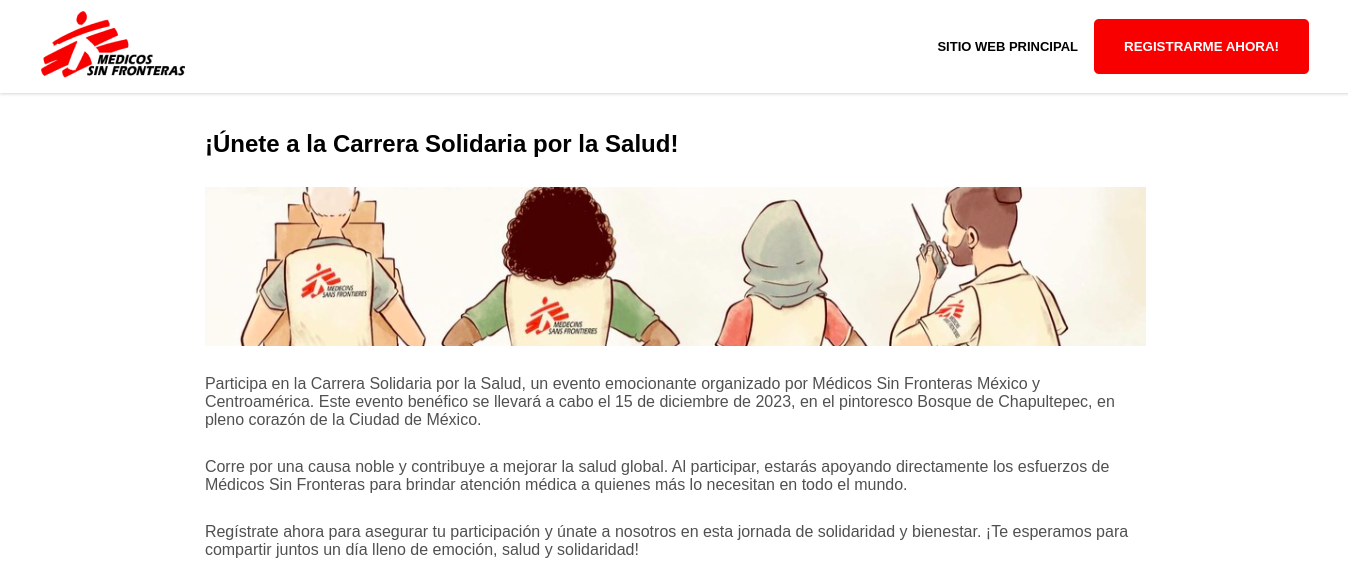 MEDICOS
SIN FRONTERAS
SITIO WEB PRINCIPAL
REGISTRARME AHORA!
¡Únete a la Carrera Solidaria por la Salud!
MEDECINS
SANS FRONTIERES
MEDECINS
SANS FRONTIERES
Participa en la Carrera Solidaria por la Salud, un evento emocionante organizado por Médicos Sin Fronteras México y
Centroamérica. Este evento benéfico se llevará a cabo el 15 de diciembre de 2023, en el pintoresco Bosque de Chapultepec, en
pleno corazón de la Ciudad de México.
Corre por una causa noble y contribuye a mejorar la salud global. Al participar, estarás apoyando directamente los esfuerzos de
Médicos Sin Fronteras para brindar atención médica a quienes más lo necesitan en todo el mundo.
Regístrate ahora para asegurar tu participación y únate a nosotros en esta jornada de solidaridad y bienestar. ¡Te esperamos para
compartir juntos un día lleno de emoción, salud y solidaridad!